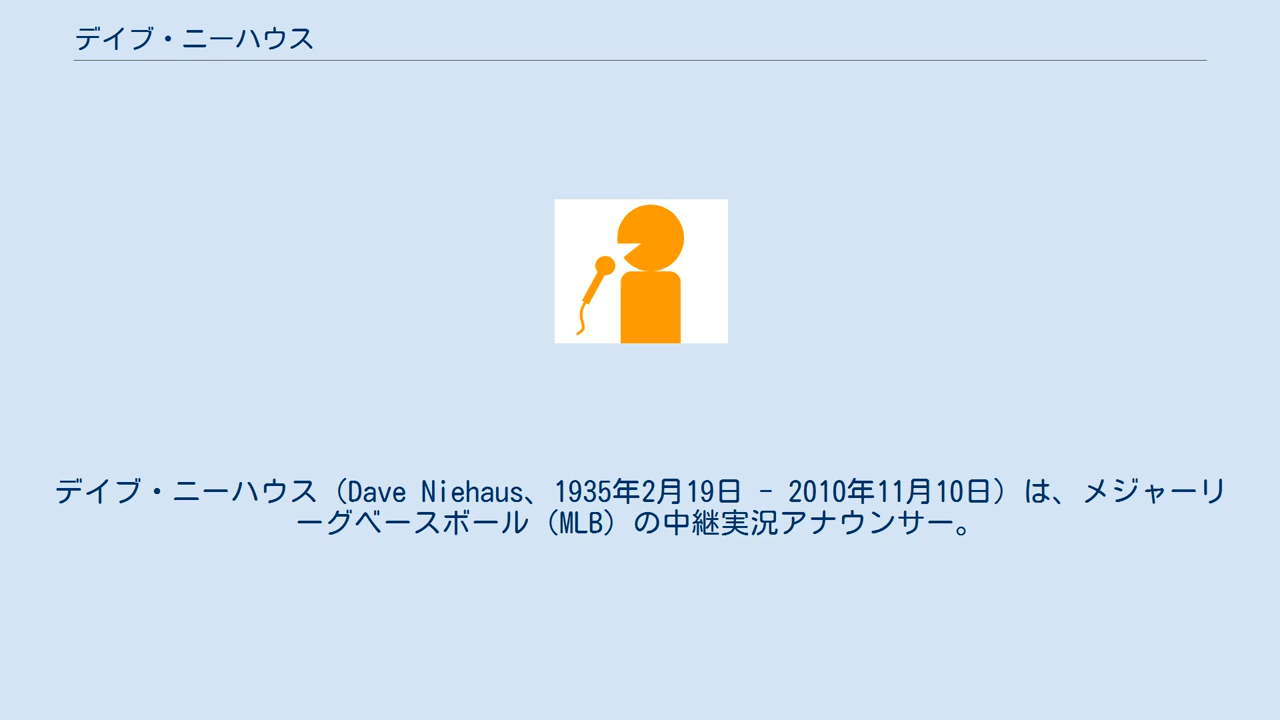 デイブ・ニーハウス
デイブ・ニーハウス（Dave Niehaus、1935年2月19日 - 2010年11月10日）は、メジャーリ
ーグベースボール（MLB）の中継実況アナウンサー。